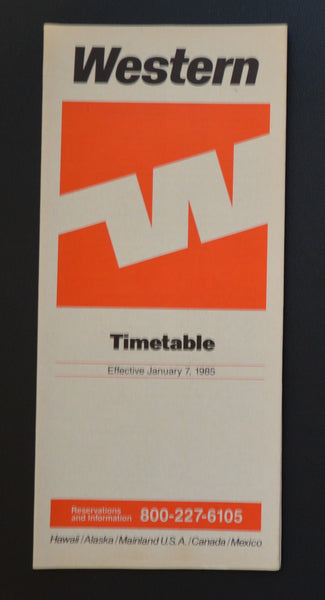 Western
Timetable
Effective January 7, 1985
Reservations
and Information 800-227-6105
Hawaii/Alaska/Mainland U.S.A./Canada/Mexico